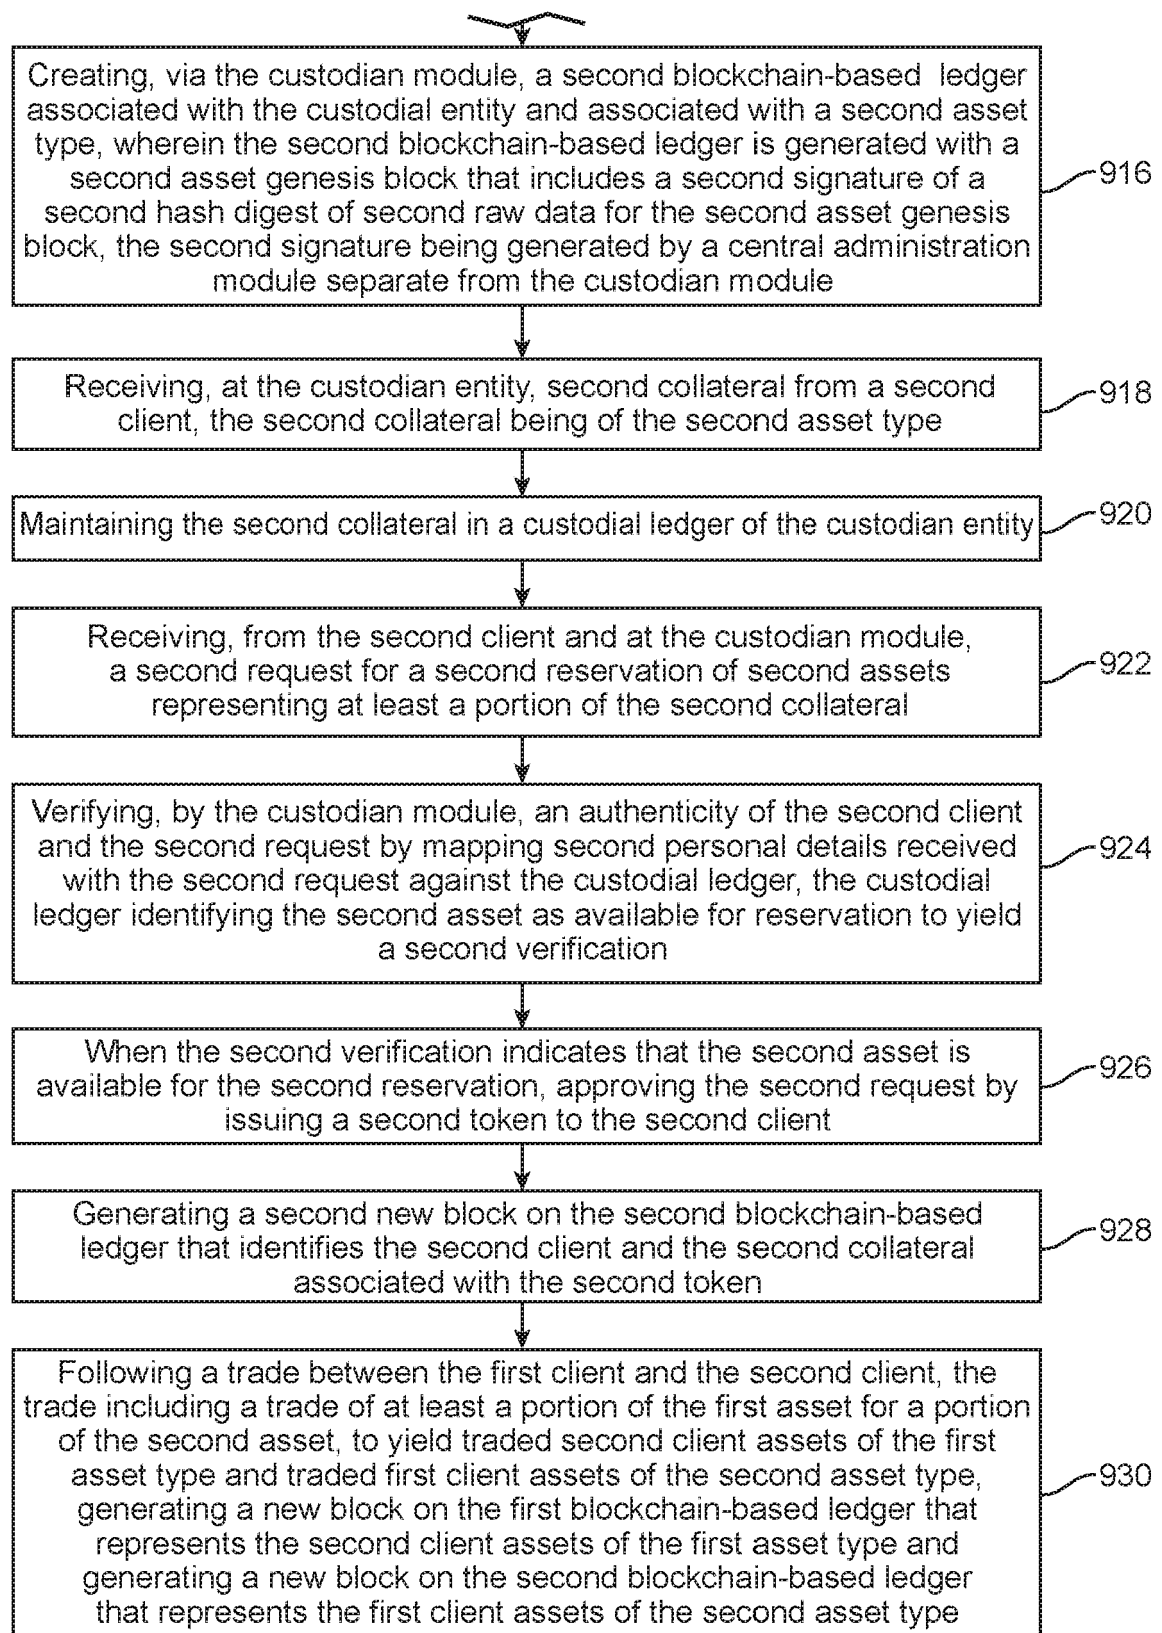 Creating, via the custodian module, a second blockchain-based ledger
associated with the custodial entity and associated with a second asset
type, wherein the second blockchain-based ledger is generated with a
second asset genesis block that includes a second signature of a
second hash digest of second raw data for the second asset genesis
block, the second signature being generated by a central administration
module separate from the custodian module
916
Receiving, at the custodian entity, second collateral from a second
client, the second collateral being of the second asset type
918
Maintaining the second collateral in a custodial ledger of the custodian entity
920
Receiving, from the second client and at the custodian module,
a second request for a second reservation of second assets
representing at least a portion of the second collateral
922
Verifying, by the custodian module, an authenticity of the second client
and the second request by mapping second personal details received
with the second request against the custodial ledger, the custodial
ledger identifying the second asset as available for reservation to yield
a second verification
924
When the second verification indicates that the second asset is
available for the second reservation, approving the second request by
issuing a second token to the second client
926
Generating a second new block on the second blockchain-based
ledger that identifies the second client and the second collateral
associated with the second token
928
Following a trade between the first client and the second client, the
trade including a trade of at least a portion of the first asset for a portion
of the second asset, to yield traded second client assets of the first
asset type and traded first client assets of the second asset type,
generating a new block on the first blockchain-based ledger that
represents the second client assets of the first asset type and
generating a new block on the second blockchain-based ledger
that represents the first client assets of the second asset type
930